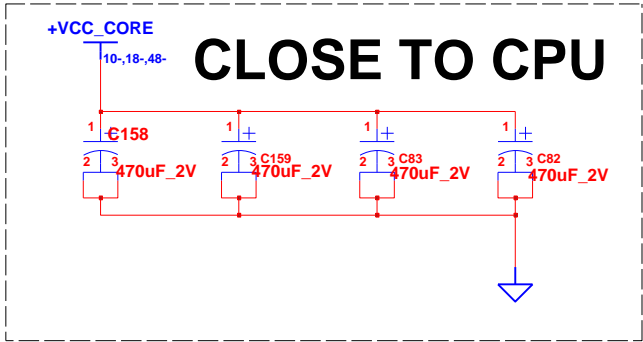 +VCC_CORE
10-,18-,48-
CLOSE TO CPU
1 + C158
2 3
470uF_2V
1 +
2 3 C159
470uF_2V
1 +
2 3 C83
470uF_2V
1 +
2 3 C82
470uF_2V